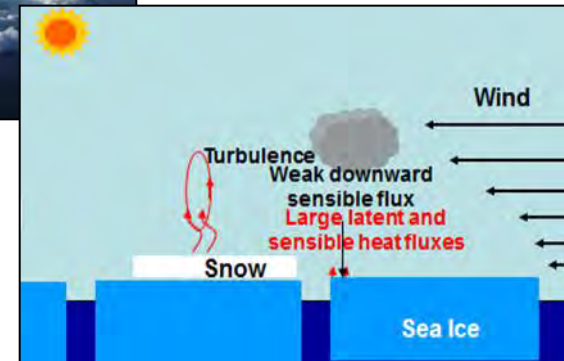 Wind
Turbulence
Weak downward
sensible flux
Large latent and
sensible heat fluxes
Snow
Sea Ice